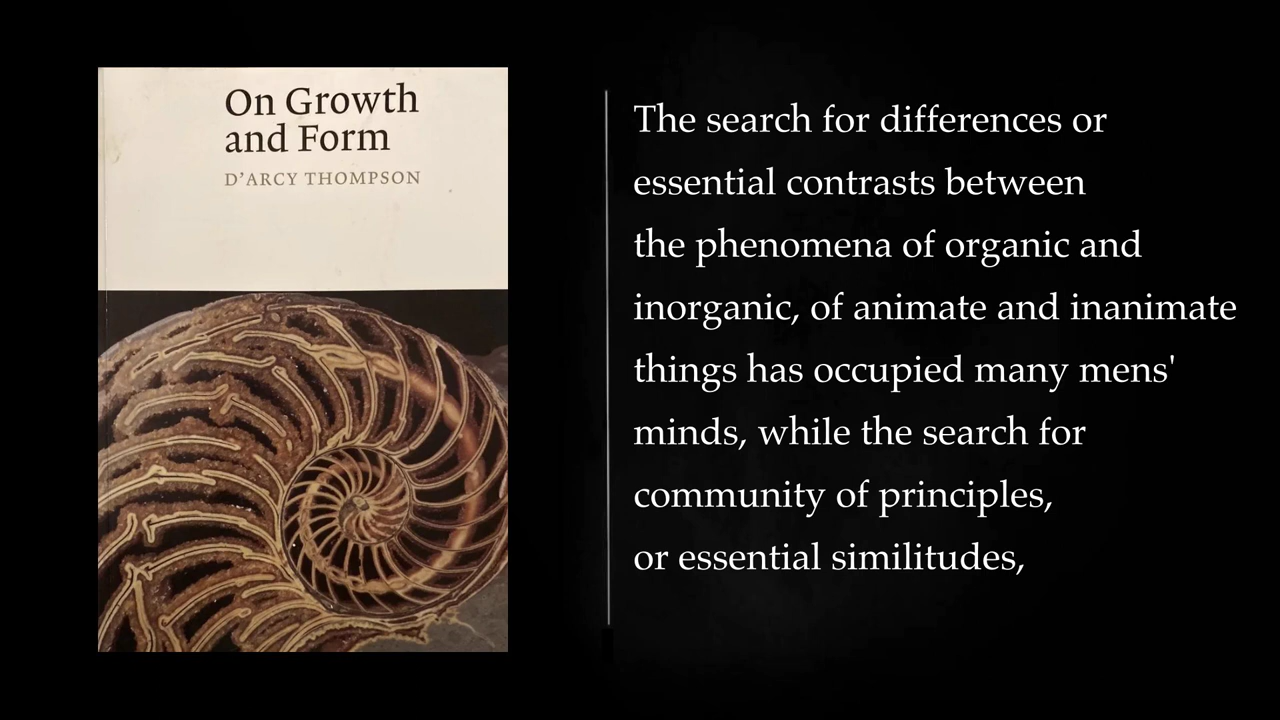 On Growth
and Form
D'ARCY THOMPSON
The search for differences or
essential contrasts between
the phenomena of organic and
inorganic, of animate and inanimate
things has occupied many mens'
minds, while the search for
community of principles,
or essential similitudes,